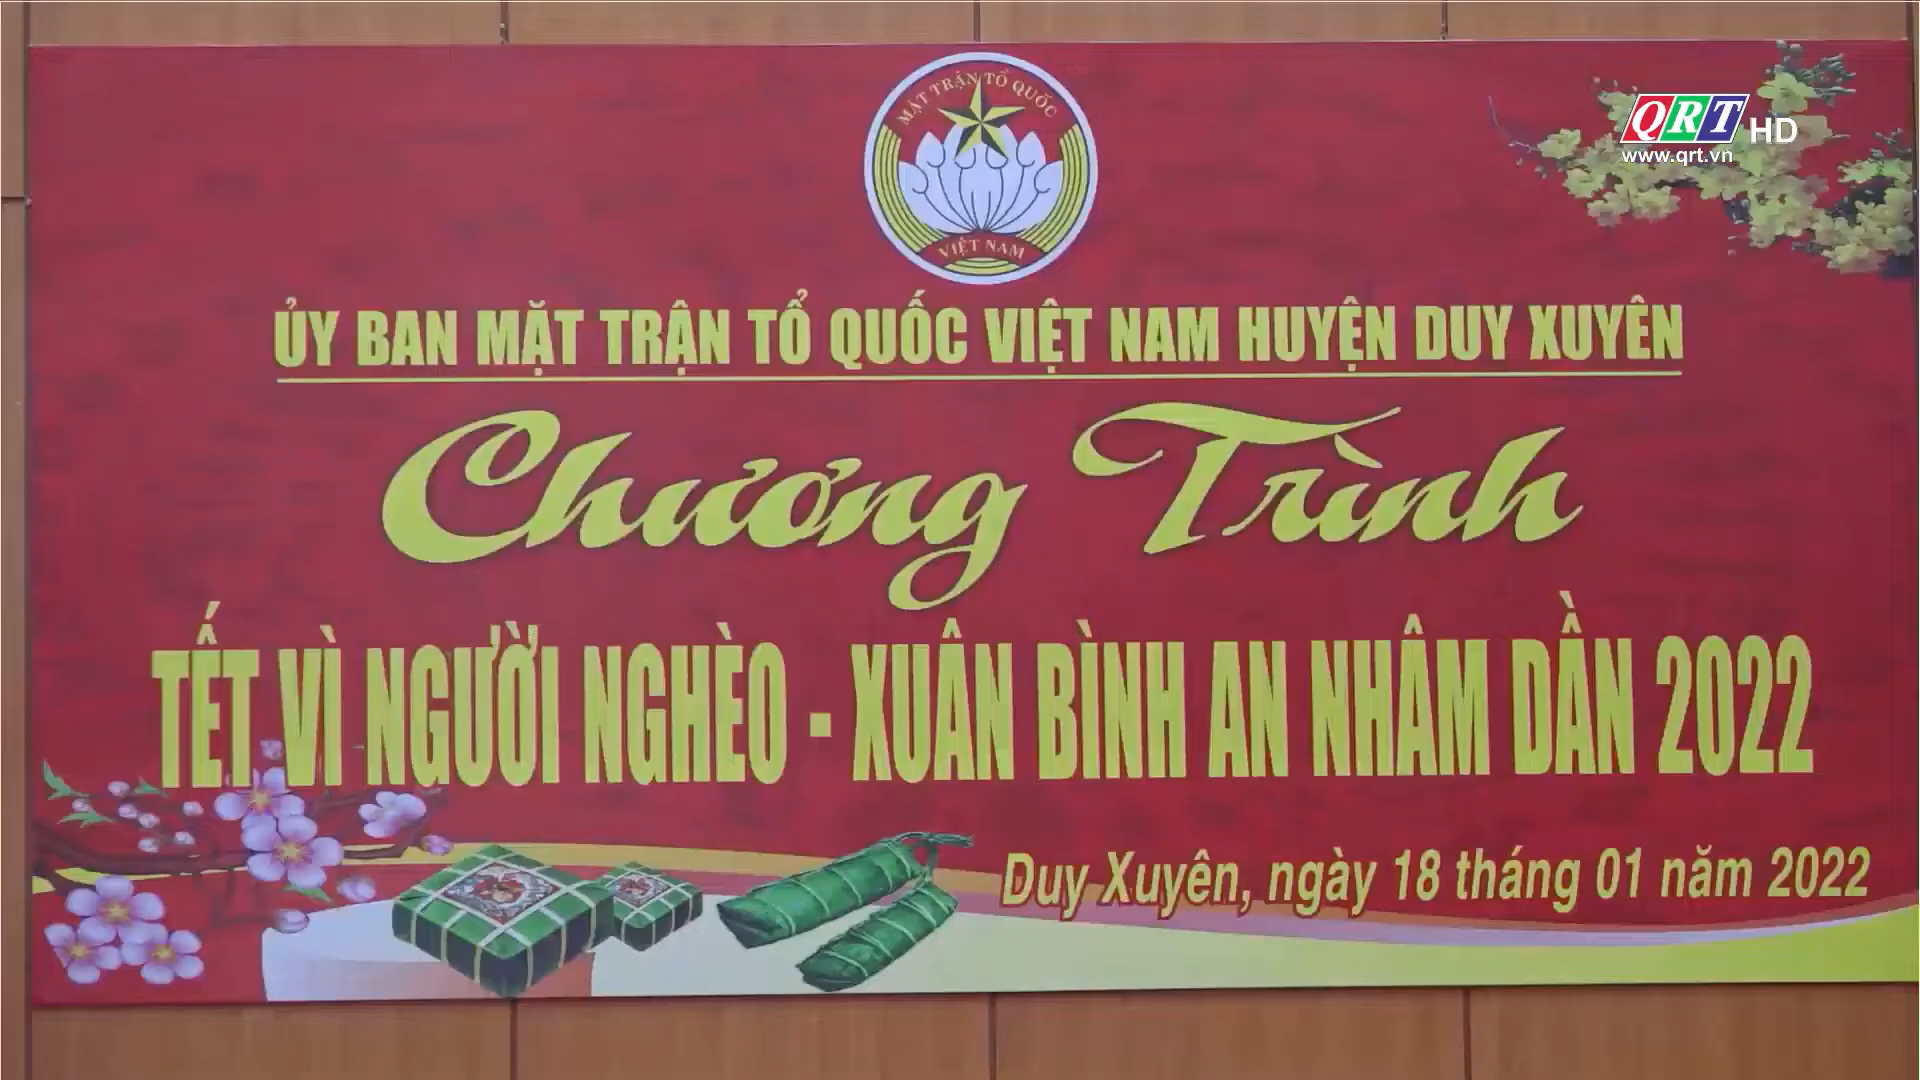 QRT HD
www.qrt.vn
MẶT TRẬN TỔ QUỐC
VIỆT NAM
ỦY BAN MẶT TRẬN TỔ QUỐC VIỆT NAM HUYỆN DUY XUYÊN
Chương Trình
TẾT VÌ NGƯỜI NGHÈO - XUÂN BÌNH AN NHÂM DẦN 2022
Duy Xuyên, ngày 18 tháng 01 năm 2022